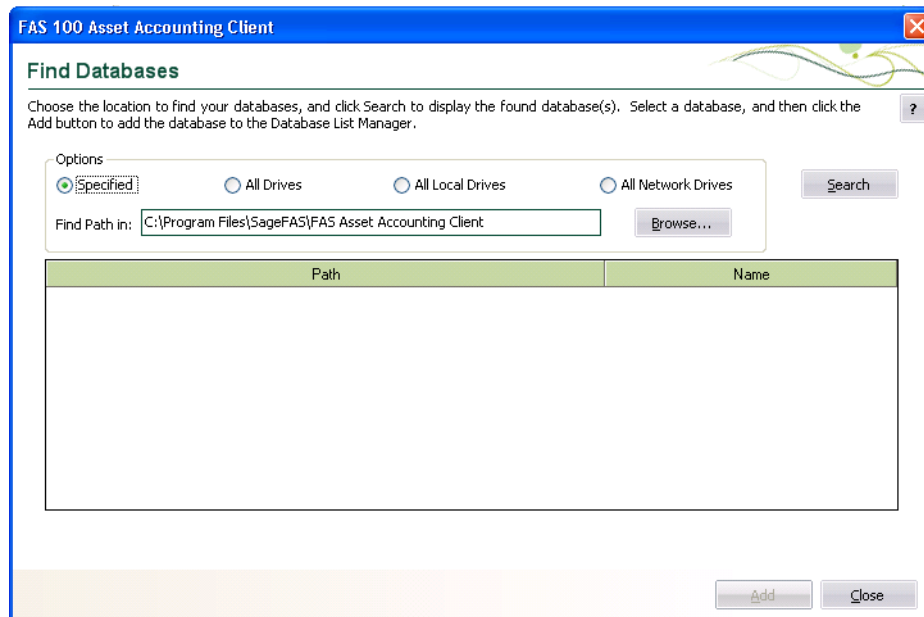 FAS 100 Asset Accounting Client
Find Databases
Choose the location to find your databases, and click Search to display the found database(s). Select a database, and then click the
Add button to add the database to the Database List Manager.
?
Options
Specified All Drives All Local Drives All Network Drives Search
Find Path in: C:\Program Files\SageFAS\FAS Asset Accounting Client Browse...
Path Name
Add Close